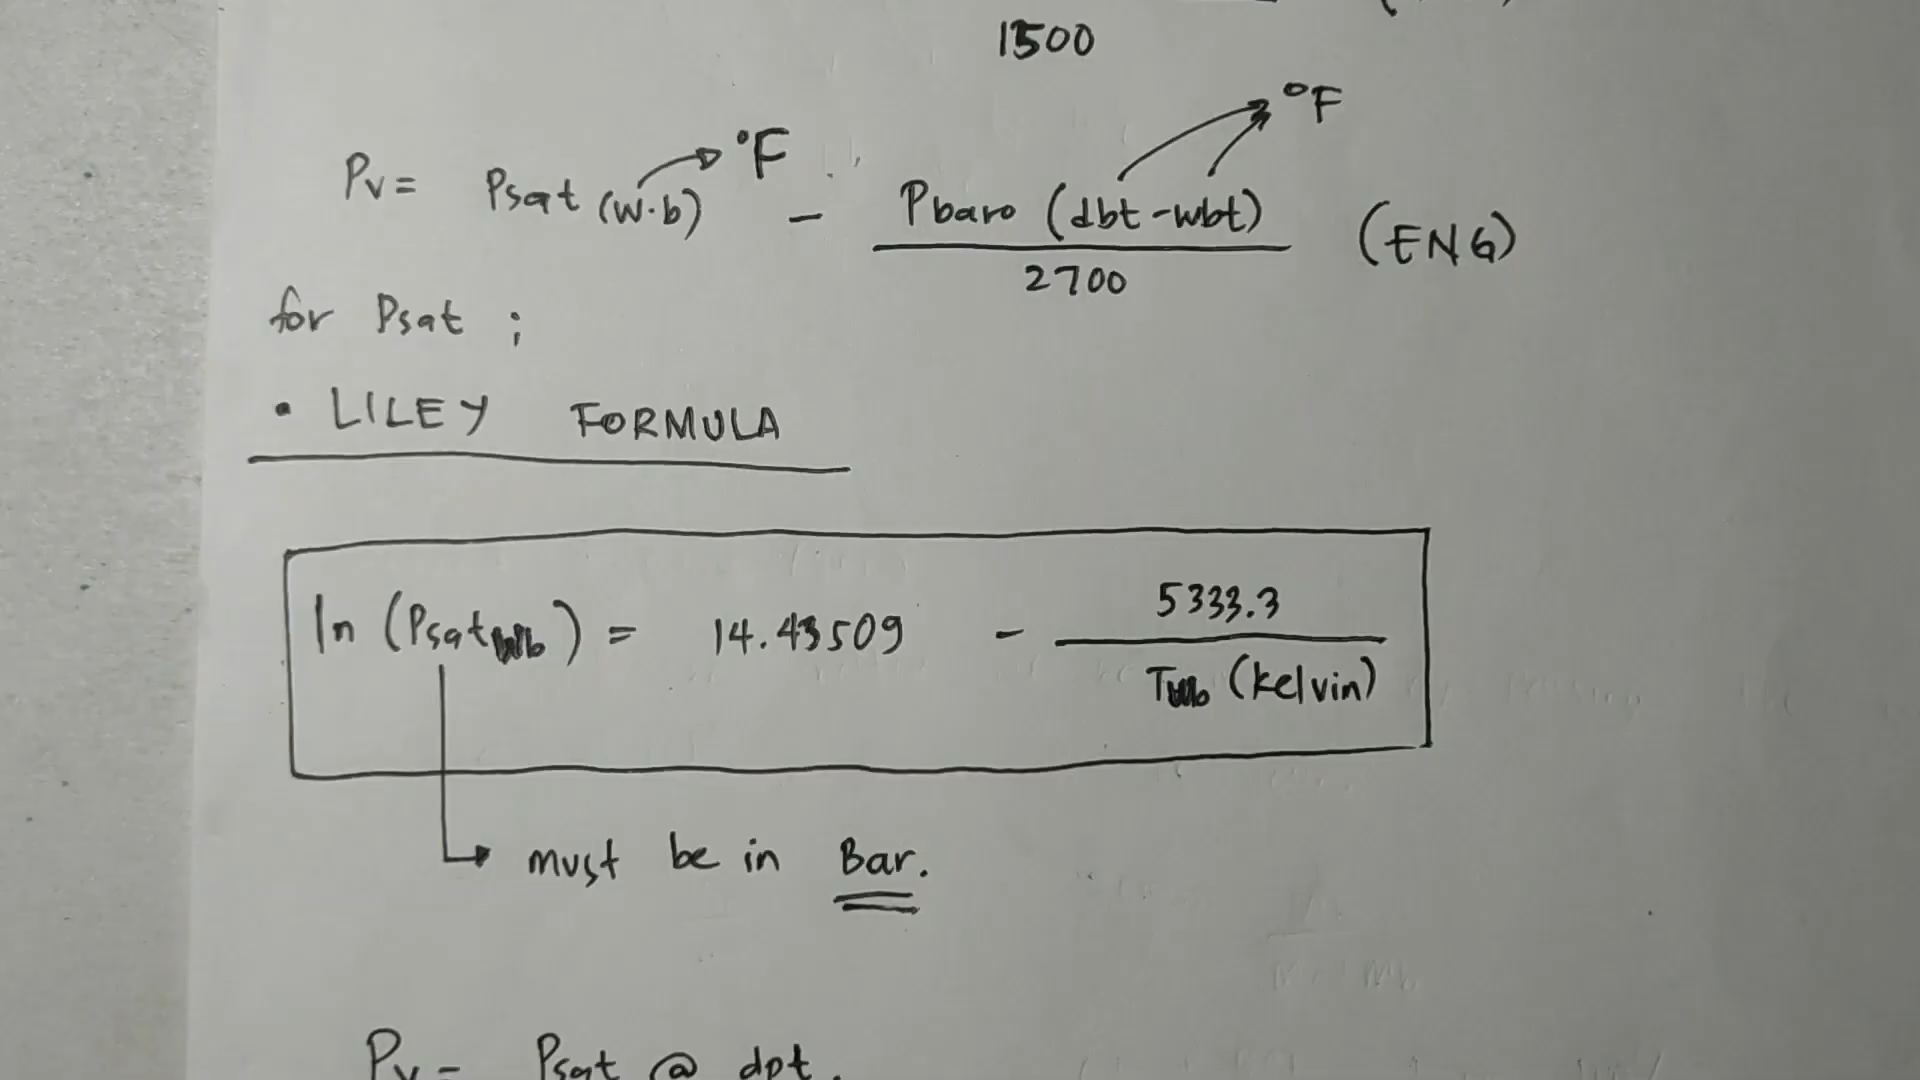 1500
Pv = Psat (w.b) °F - Pbaro (dbt - wbt) °F (ENG)
2700
for Psat ;
• LILEY FORMULA
ln (Psat wb) = 14.43509 - 5333.3
Twb (kelvin)
must be in Bar.
Pv = Psat @ dpt.